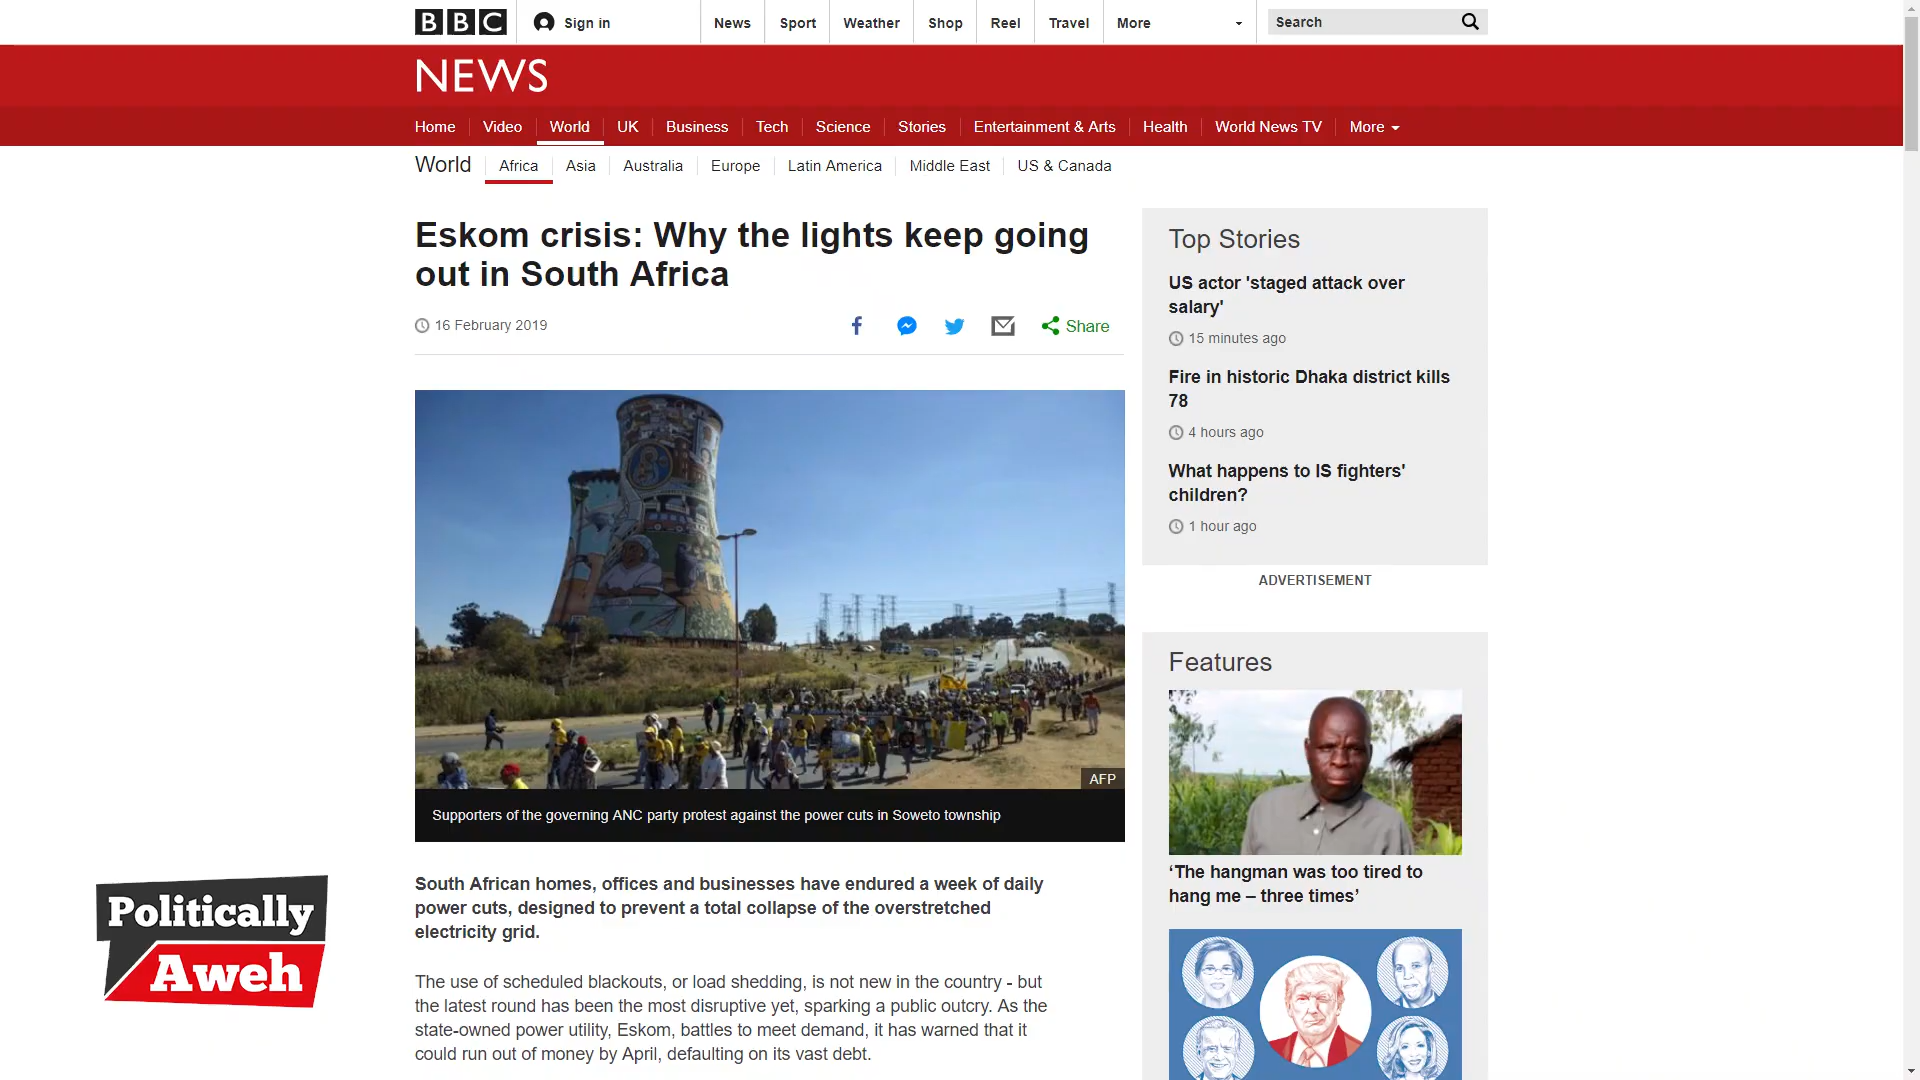 BBC
Sign in
News
Sport
Weather
Shop
Reel
Travel
More
Search
NEWS
Home
Video
World
UK
Business
Tech
Science
Stories
Entertainment & Arts
Health
World News TV
More
World
Africa
Asia
Australia
Europe
Latin America
Middle East
US & Canada
Eskom crisis: Why the lights keep going
out in South Africa
16 February 2019
Share
AFP
Supporters of the governing ANC party protest against the power cuts in Soweto township
South African homes, offices and businesses have endured a week of daily
power cuts, designed to prevent a total collapse of the overstretched
electricity grid.
The use of scheduled blackouts, or load shedding, is not new in the country - but
the latest round has been the most disruptive yet, sparking a public outcry. As the
state-owned power utility, Eskom, battles to meet demand, it has warned that it
could run out of money by April, defaulting on its vast debt.
Top Stories
US actor 'staged attack over
salary'
15 minutes ago
Fire in historic Dhaka district kills
78
4 hours ago
What happens to IS fighters'
children?
1 hour ago
ADVERTISEMENT
Features
‘The hangman was too tired to
hang me – three times’
Politically
Aweh